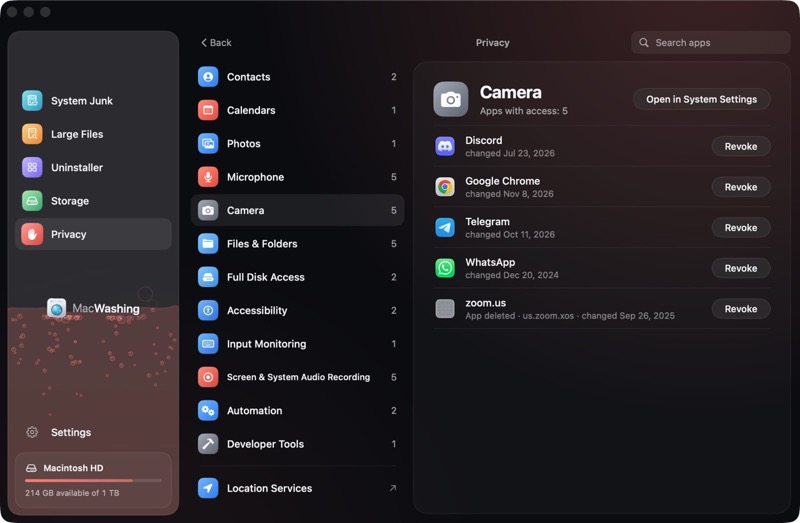 System Junk
Large Files
Uninstaller
Storage
Privacy
MacWashing
Settings
Macintosh HD
214 GB available of 1 TB
Back
Privacy
Search apps
Contacts 2
Calendars 1
Photos 1
Microphone 5
Camera 5
Files & Folders 5
Full Disk Access 2
Accessibility 2
Input Monitoring 1
Screen & System Audio Recording 5
Automation 2
Developer Tools 1
Location Services
Camera
Apps with access: 5
Open in System Settings
Discord
changed Jul 23, 2026
Revoke
Google Chrome
changed Nov 8, 2026
Revoke
Telegram
changed Oct 11, 2026
Revoke
WhatsApp
changed Dec 20, 2024
Revoke
zoom.us
App deleted · us.zoom.xos · changed Sep 26, 2025
Revoke